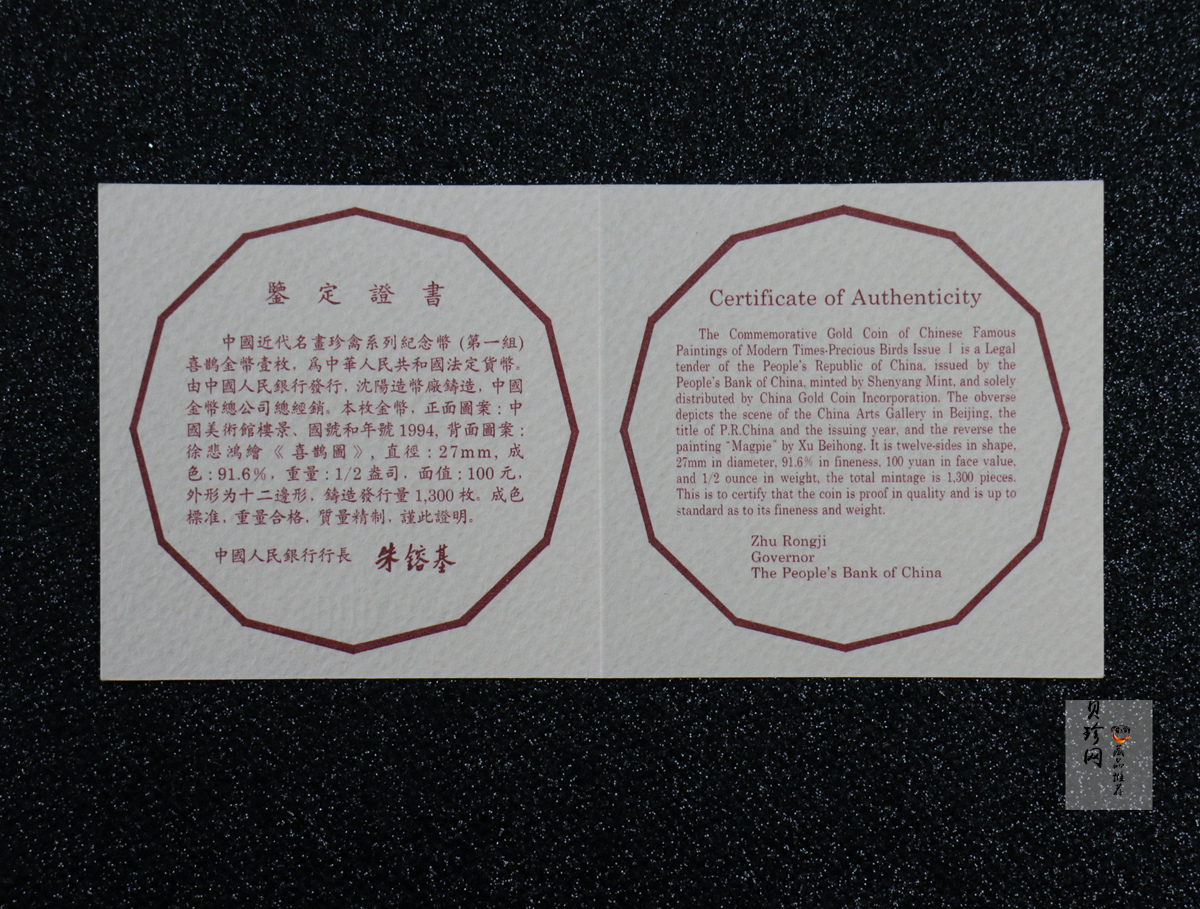 鑒定證書
中國近代名畫珍禽系列紀念幣(第一組)
喜鵲金幣壹枚，爲中華人民共和國法定貨幣。
由中國人民銀行發行，沈陽造幣廠鑄造，中國
金幣總公司總經銷。本枚金幣，正面圖案：中
國美術館樓景、國號和年號1994，背面圖案：
徐悲鴻繪《喜鵲圖》，直徑：27mm，成
色：91.6%，重量：1/2盎司，面值：100元，
外形为十二邊形，鑄造發行量1,300枚。成色
標准，重量合格，質量精制，謹此證明。
中國人民銀行行長 朱鎔基
Certificate of Authenticity
The Commemorative Gold Coin of Chinese Famous
Paintings of Modern Times-Precious Birds Issue Ⅰ is a Legal
tender of the People's Republic of China, issued by the
People's Bank of China, minted by Shenyang Mint, and solely
distributed by China Gold Coin Incorporation. The obverse
depicts the scene of the China Arts Gallery in Beijing, the
title of P.R.China and the issuing year, and the reverse the
painting "Magpie" by Xu Beihong. It is twelve-sides in shape,
27mm in diameter, 91.6% in fineness, 100 yuan in face value,
and 1/2 ounce in weight, the total mintage is 1,300 pieces.
This is to certify that the coin is proof in quality and is up to
standard as to its fineness and weight.
Zhu Rongji
Governor
The People's Bank of China
贝珍网
藏品推荐